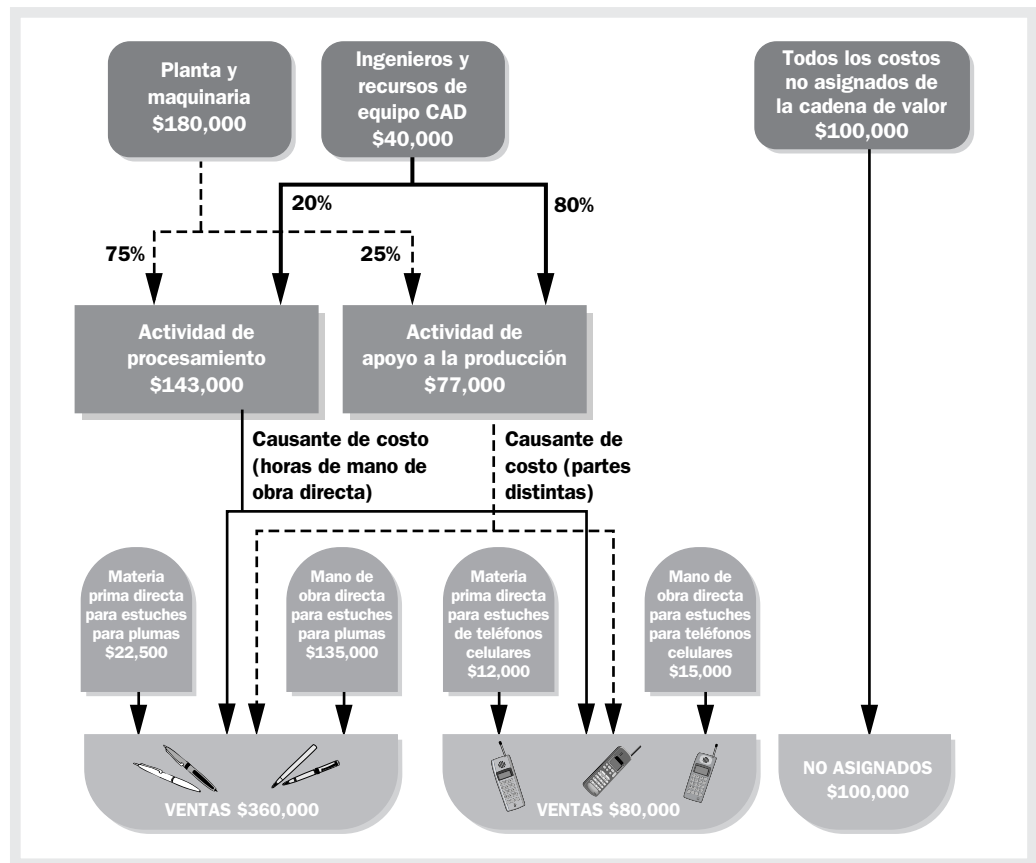 Planta y
maquinaria
$180,000
Ingenieros y
recursos de
equipo CAD
$40,000
Todos los costos
no asignados de
la cadena de valor
$100,000
20%
80%
75%
25%
Actividad de
procesamiento
$143,000
Actividad de
apoyo a la producción
$77,000
Causante de costo
(horas de mano de
obra directa)
Causante de
costo (partes
distintas)
Materia
prima directa
para estuches
para plumas
$22,500
Mano de
obra directa
para estuches
para plumas
$135,000
Materia
prima directa
para estuches
de teléfonos
celulares
$12,000
Mano de
obra directa
para estuches
para teléfonos
celulares
$15,000
VENTAS $360,000
VENTAS $80,000
NO ASIGNADOS
$100,000